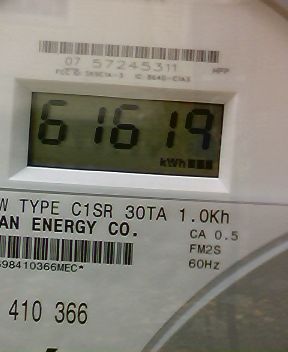 07 57245311
61619
kWh
W TYPE C1SR 30TA 1.0Kh
AN ENERGY CO.
CA 0.5
FM2S
60Hz
98410366MEC*
410 366